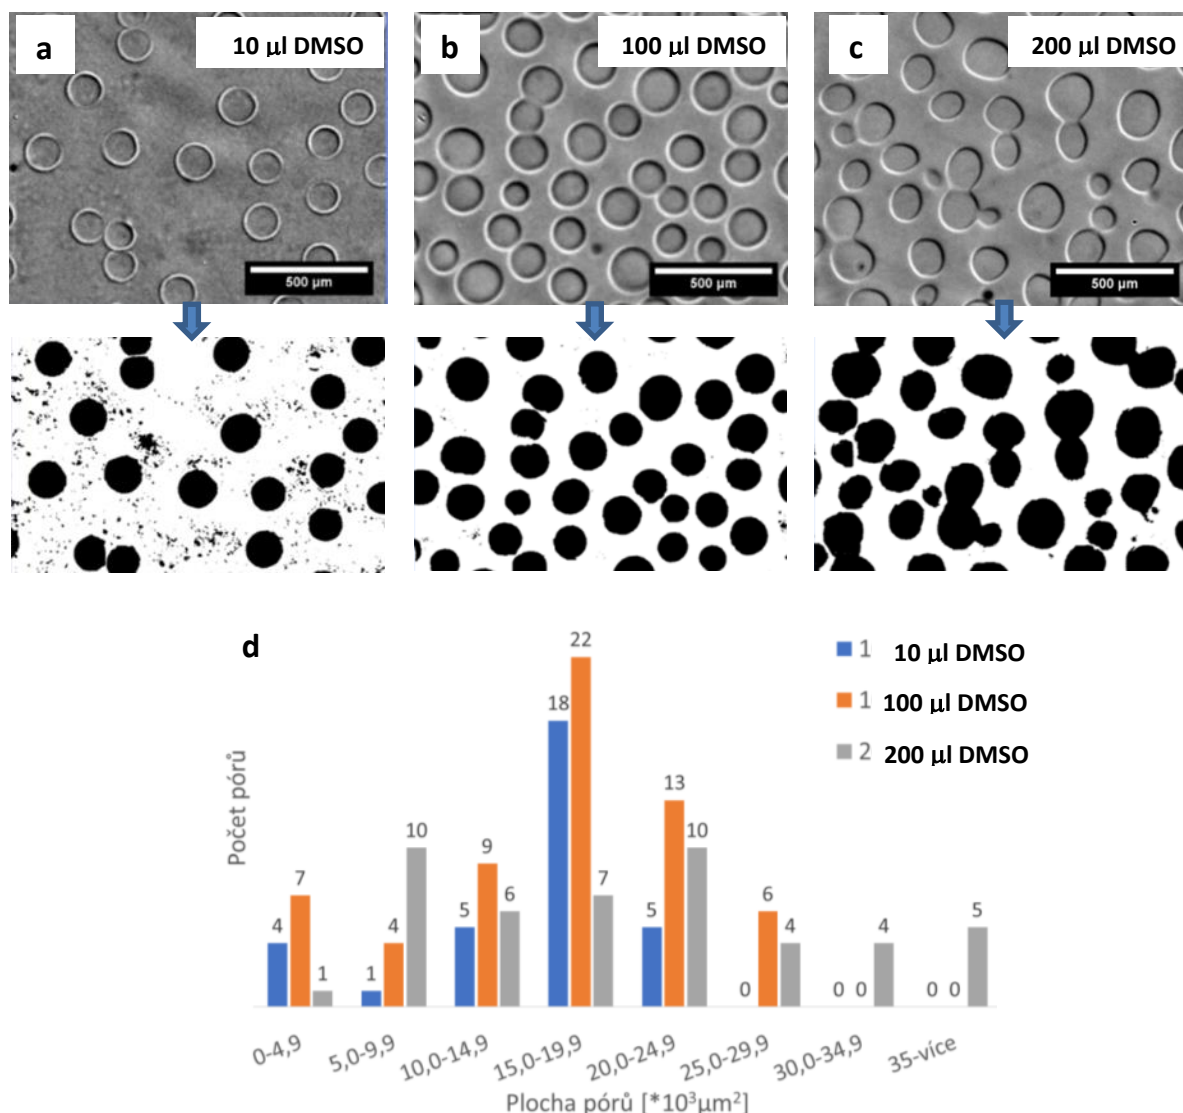 a
10 µl DMSO
b
100 µl DMSO
c
200 µl DMSO
500 µm
500 µm
500 µm
d
1 10 µl DMSO
1 100 µl DMSO
2 200 µl DMSO
Počet pórů
4 7 1
1 4 10
5 9 6
18 22 7
5 13 10
0 6 4
0 0 4
0 0 5
0-4,9
5,0-9,9
10,0-14,9
15,0-19,9
20,0-24,9
25,0-29,9
30,0-34,9
35-více
Plocha pórů [*10³µm²]